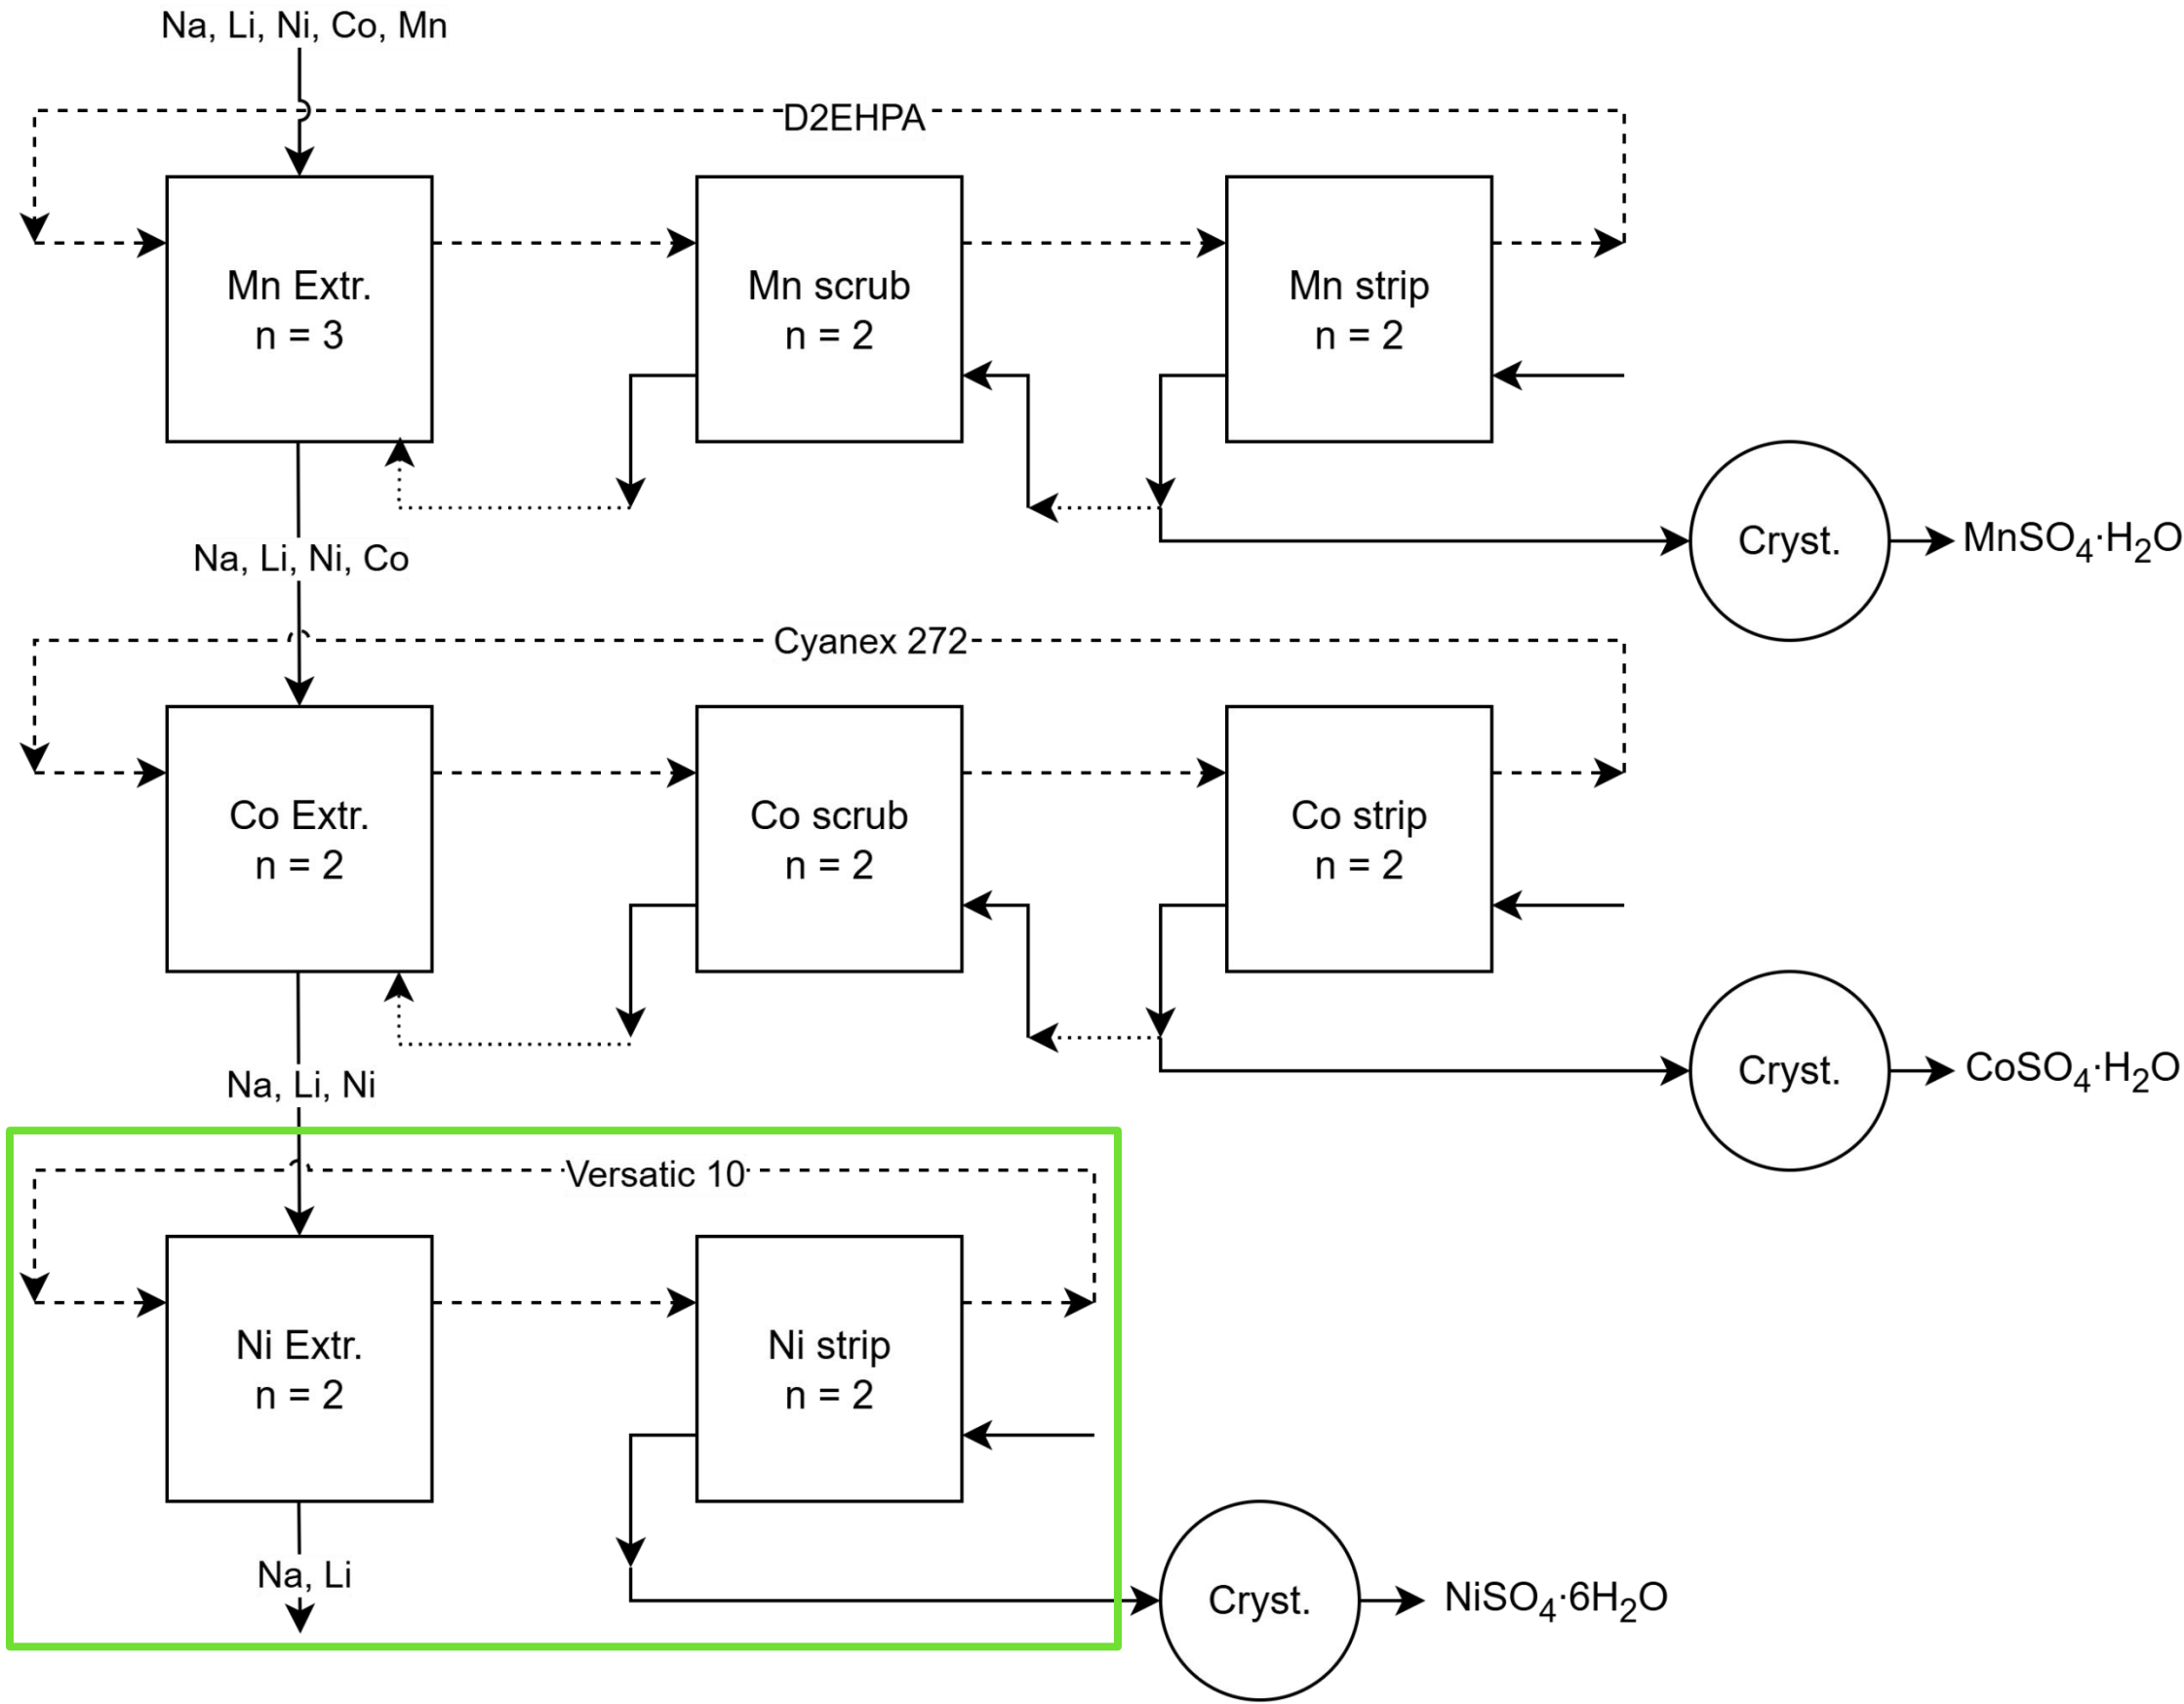 Na, Li, Ni, Co, Mn
D2EHPA
Mn Extr.
n = 3
Mn scrub
n = 2
Mn strip
n = 2
Cryst.
MnSO₄·H₂O
Na, Li, Ni, Co
Cyanex 272
Co Extr.
n = 2
Co scrub
n = 2
Co strip
n = 2
Cryst.
CoSO₄·H₂O
Na, Li, Ni
Versatic 10
Ni Extr.
n = 2
Ni strip
n = 2
Na, Li
Cryst.
NiSO₄·6H₂O